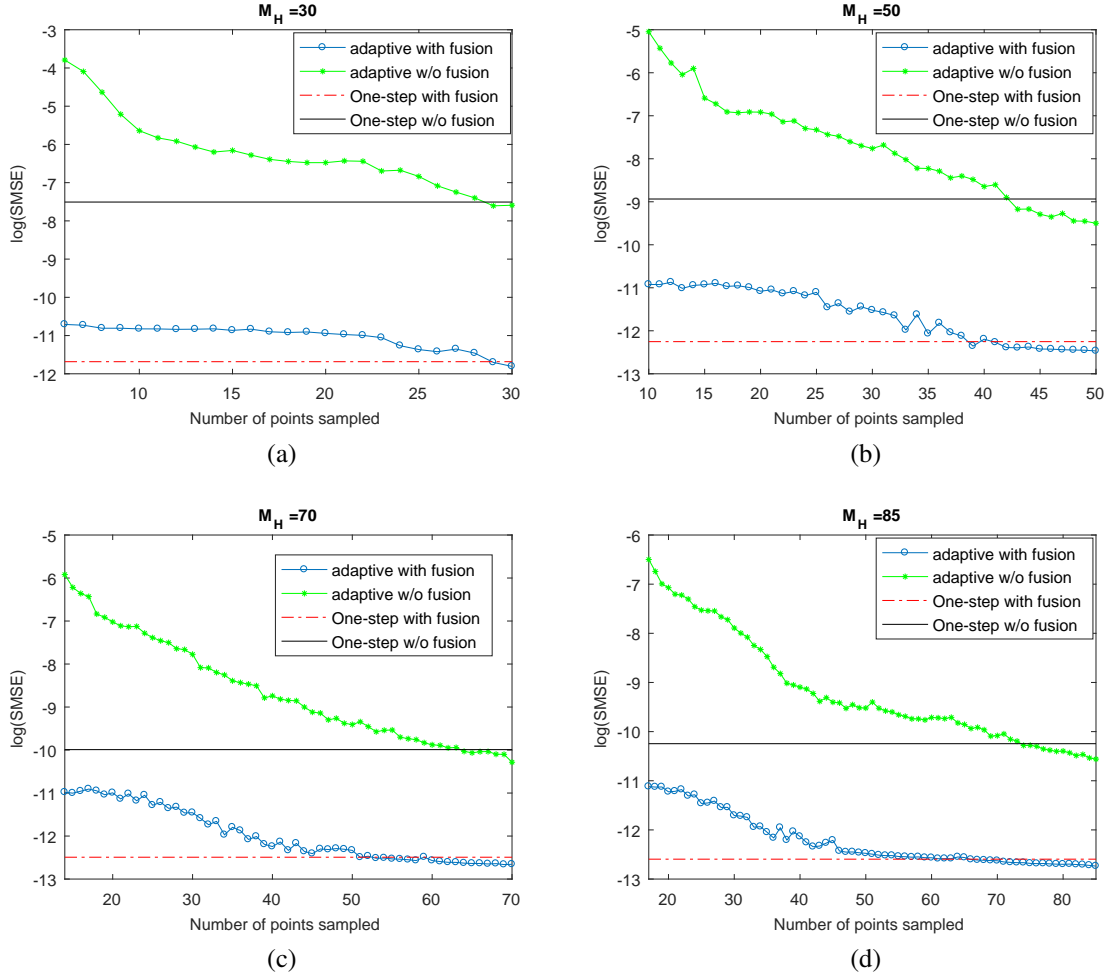 M_H =30
-3
-4
-5
-6
-7
-8
-9
-10
-11
-12
log(SMSE)
10 15 20 25 30
Number of points sampled
adaptive with fusion
adaptive w/o fusion
One-step with fusion
One-step w/o fusion
(a)
M_H =50
-5
-6
-7
-8
-9
-10
-11
-12
-13
log(SMSE)
10 15 20 25 30 35 40 45 50
Number of points sampled
adaptive with fusion
adaptive w/o fusion
One-step with fusion
One-step w/o fusion
(b)
M_H =70
-5
-6
-7
-8
-9
-10
-11
-12
-13
log(SMSE)
20 30 40 50 60 70
Number of points sampled
adaptive with fusion
adaptive w/o fusion
One-step with fusion
One-step w/o fusion
(c)
M_H =85
-6
-7
-8
-9
-10
-11
-12
-13
log(SMSE)
20 30 40 50 60 70 80
Number of points sampled
adaptive with fusion
adaptive w/o fusion
One-step with fusion
One-step w/o fusion
(d)